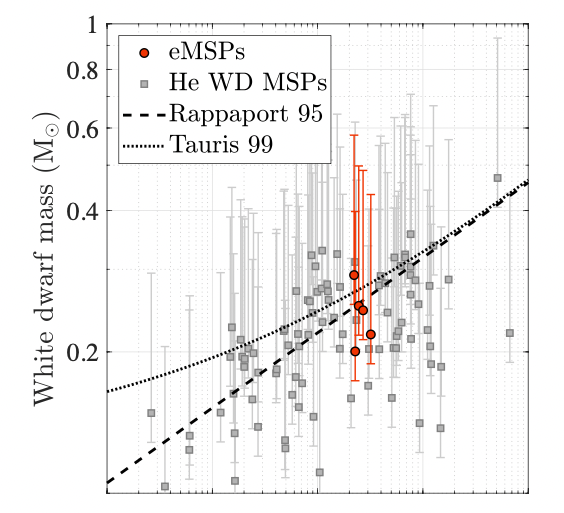 1
0.8
0.6
0.4
0.2
White dwarf mass (M☉)
eMSPs
He WD MSPs
Rappaport 95
Tauris 99